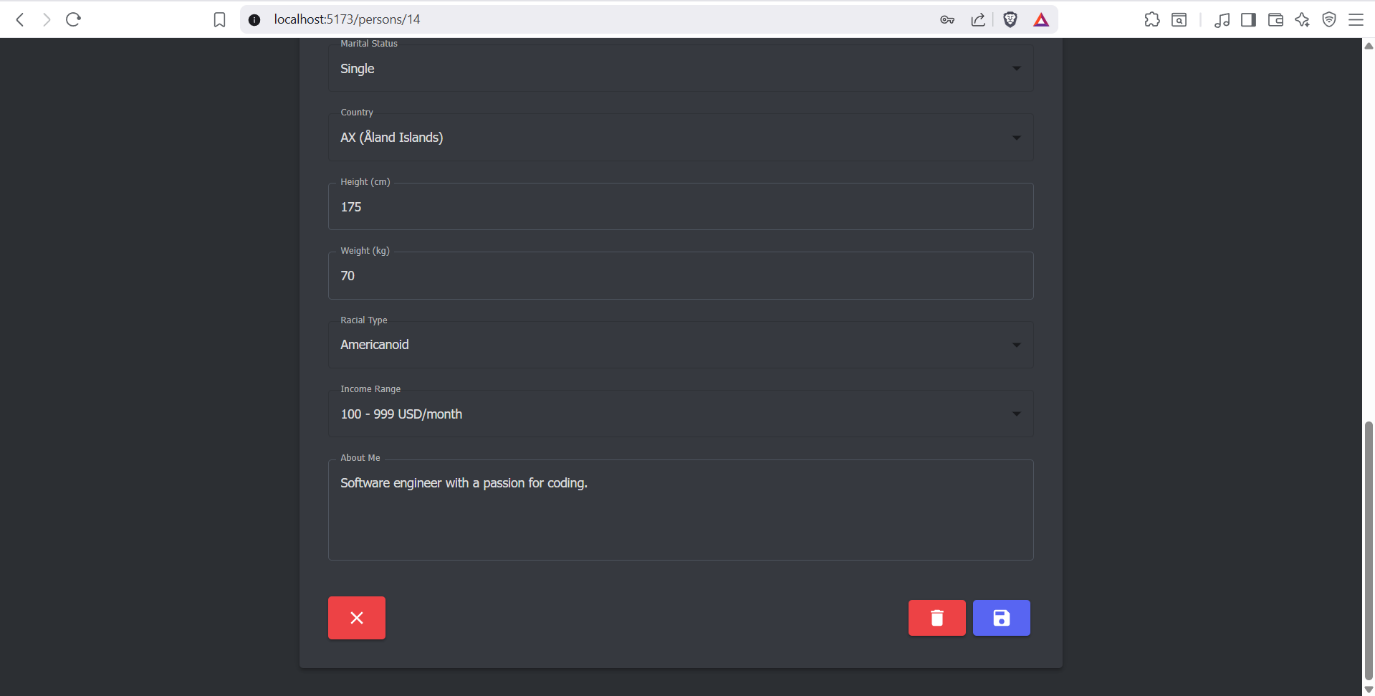 localhost:5173/persons/14
Marital Status
Single
Country
AX (Åland Islands)
Height (cm)
175
Weight (kg)
70
Racial Type
Americanoid
Income Range
100 - 999 USD/month
About Me
Software engineer with a passion for coding.